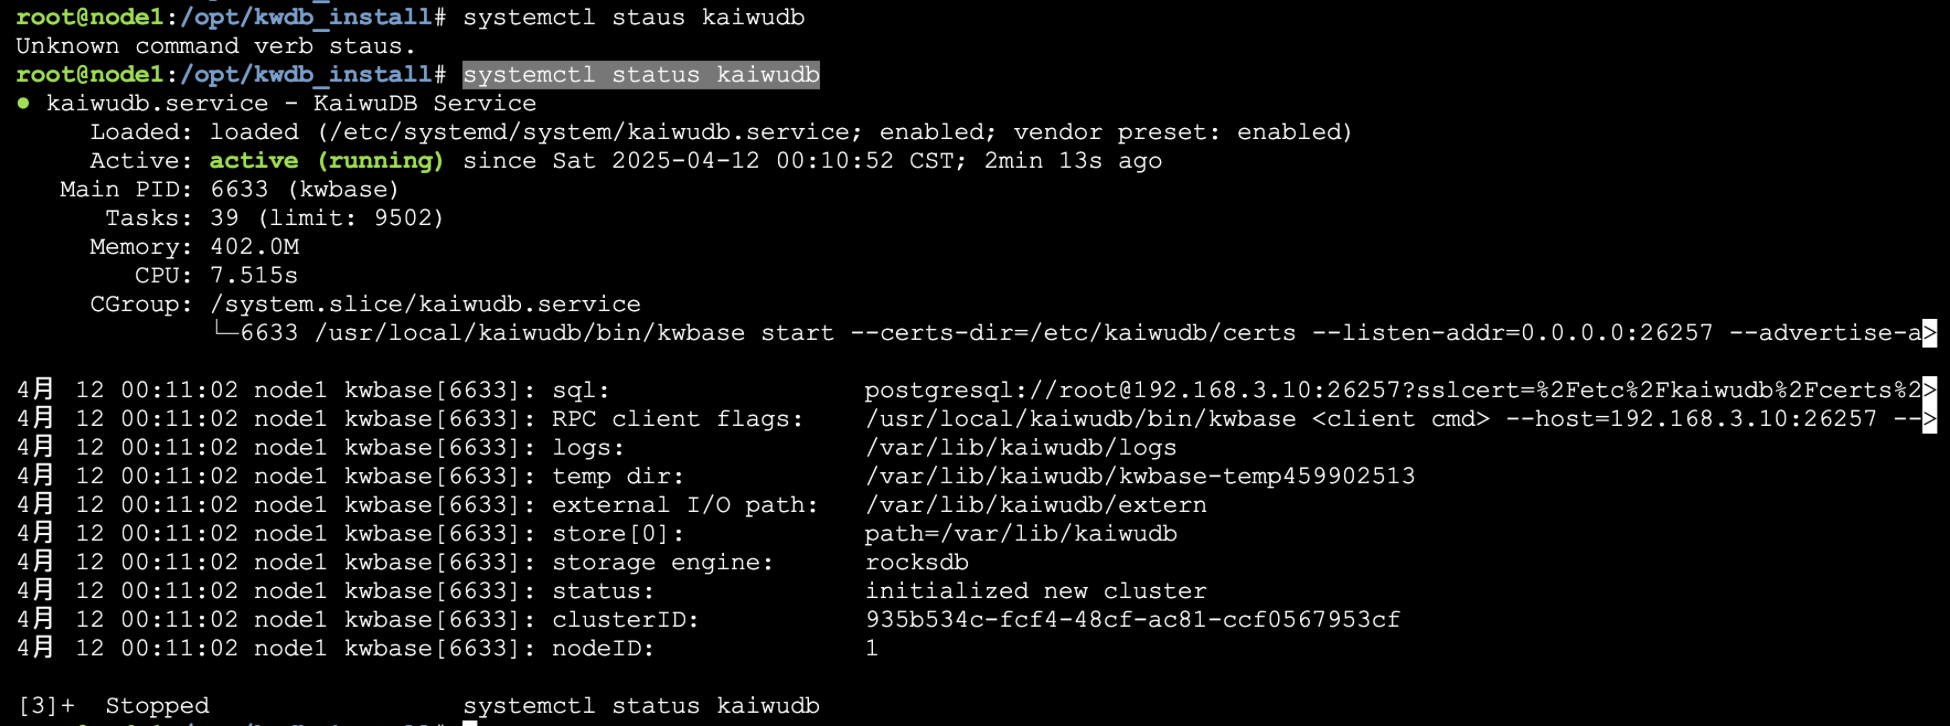 root@node1:/opt/kwdb_install# systemctl staus kaiwudb
Unknown command verb staus.
root@node1:/opt/kwdb_install# systemctl status kaiwudb
● kaiwudb.service - KaiwuDB Service
Loaded: loaded (/etc/systemd/system/kaiwudb.service; enabled; vendor preset: enabled)
Active: active (running) since Sat 2025-04-12 00:10:52 CST; 2min 13s ago
Main PID: 6633 (kwbase)
Tasks: 39 (limit: 9502)
Memory: 402.0M
CPU: 7.515s
CGroup: /system.slice/kaiwudb.service
└─6633 /usr/local/kaiwudb/bin/kwbase start --certs-dir=/etc/kaiwudb/certs --listen-addr=0.0.0.0:26257 --advertise-a>
4月 12 00:11:02 node1 kwbase[6633]: sql: postgresql://root@192.168.3.10:26257?sslcert=%2Fetc%2Fkaiwudb%2Fcerts%2>
4月 12 00:11:02 node1 kwbase[6633]: RPC client flags: /usr/local/kaiwudb/bin/kwbase <client cmd> --host=192.168.3.10:26257 -->
4月 12 00:11:02 node1 kwbase[6633]: logs: /var/lib/kaiwudb/logs
4月 12 00:11:02 node1 kwbase[6633]: temp dir: /var/lib/kaiwudb/kwbase-temp459902513
4月 12 00:11:02 node1 kwbase[6633]: external I/O path: /var/lib/kaiwudb/extern
4月 12 00:11:02 node1 kwbase[6633]: store[0]: path=/var/lib/kaiwudb
4月 12 00:11:02 node1 kwbase[6633]: storage engine: rocksdb
4月 12 00:11:02 node1 kwbase[6633]: status: initialized new cluster
4月 12 00:11:02 node1 kwbase[6633]: clusterID: 935b534c-fcf4-48cf-ac81-ccf0567953cf
4月 12 00:11:02 node1 kwbase[6633]: nodeID: 1
[3]+ Stopped systemctl status kaiwudb